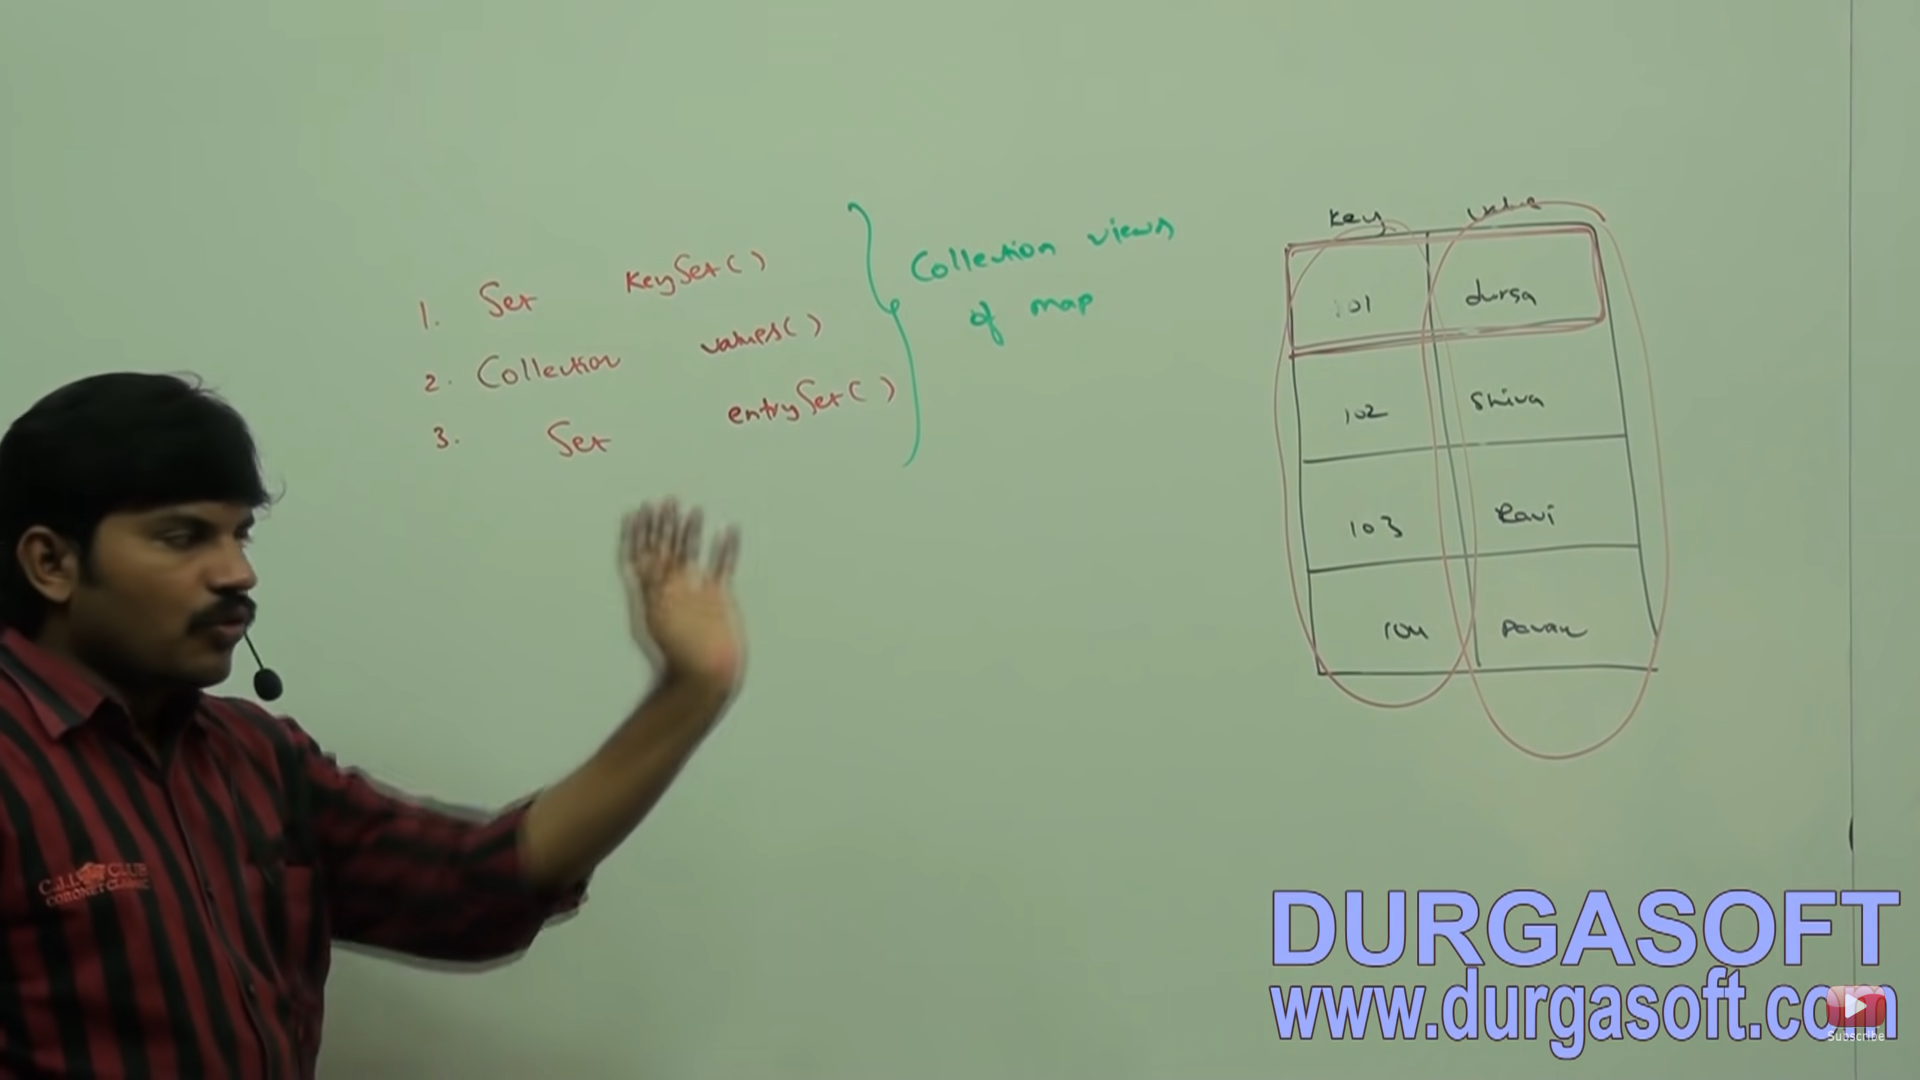 1. Set keySet()
2. Collection values()
3. Set entrySet()
Collection views
of map
key value
101 durga
102 Shiva
103 Ravi
104 Pavan
C.J.I. CLUB
CORONET CLASSIC
DURGASOFT
www.durgasoft.com
Subscribe